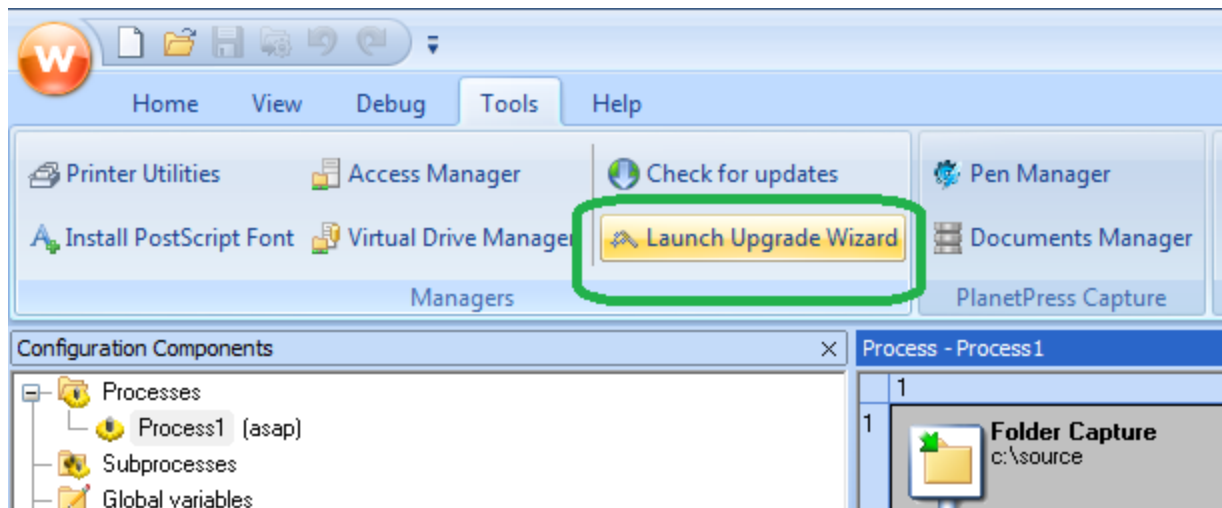 W
Home View Debug Tools Help
Printer Utilities Access Manager Check for updates Pen Manager
Install PostScript Font Virtual Drive Manager Launch Upgrade Wizard Documents Manager
Managers PlanetPress Capture
Configuration Components Process - Process1
Processes 1
Process1 (asap) 1 Folder Capture
c:\source
Subprocesses
Global variables